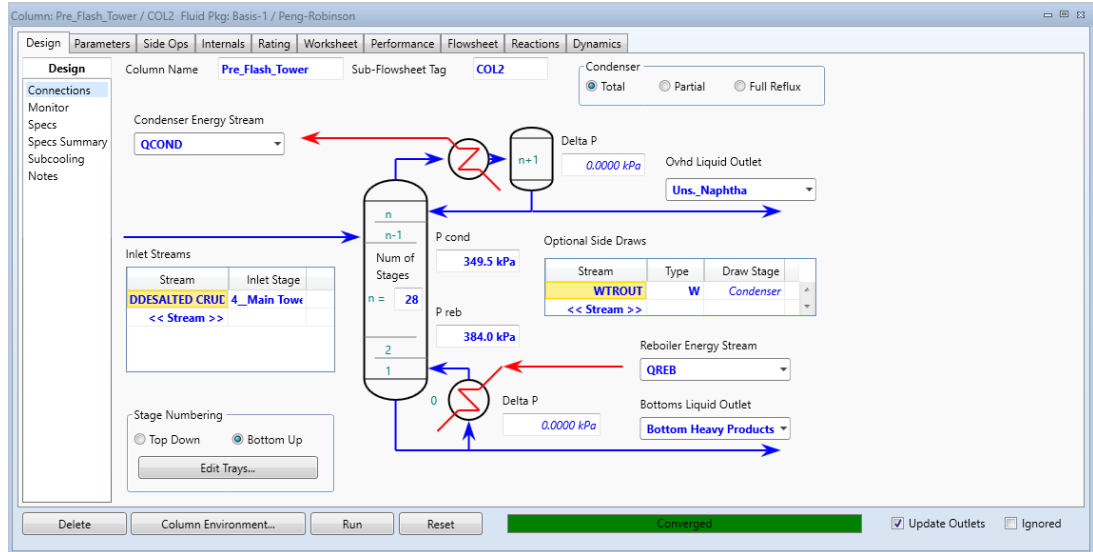 Column: Pre_Flash_Tower / COL2 Fluid Pkg: Basis-1 / Peng-Robinson
Design Parameters Side Ops Internals Rating Worksheet Performance Flowsheet Reactions Dynamics
Design
Connections
Monitor
Specs
Specs Summary
Subcooling
Notes
Column Name Pre_Flash_Tower Sub-Flowsheet Tag COL2
Condenser
Total Partial Full Reflux
Condenser Energy Stream
QCOND
Delta P
n+1
0.0000 kPa
Ovhd Liquid Outlet
Uns._Naphtha
n
n-1
Num of
Stages
n = 28
2
1
0
P cond
349.5 kPa
P reb
384.0 kPa
Inlet Streams
Stream Inlet Stage
DDESALTED CRUD 4__Main Towe
<< Stream >>
Optional Side Draws
Stream Type Draw Stage
WTROUT W Condenser
<< Stream >>
Reboiler Energy Stream
QREB
Delta P
0.0000 kPa
Bottoms Liquid Outlet
Bottom Heavy Products
Stage Numbering
Top Down Bottom Up
Edit Trays...
Delete Column Environment... Run Reset Converged Update Outlets Ignored